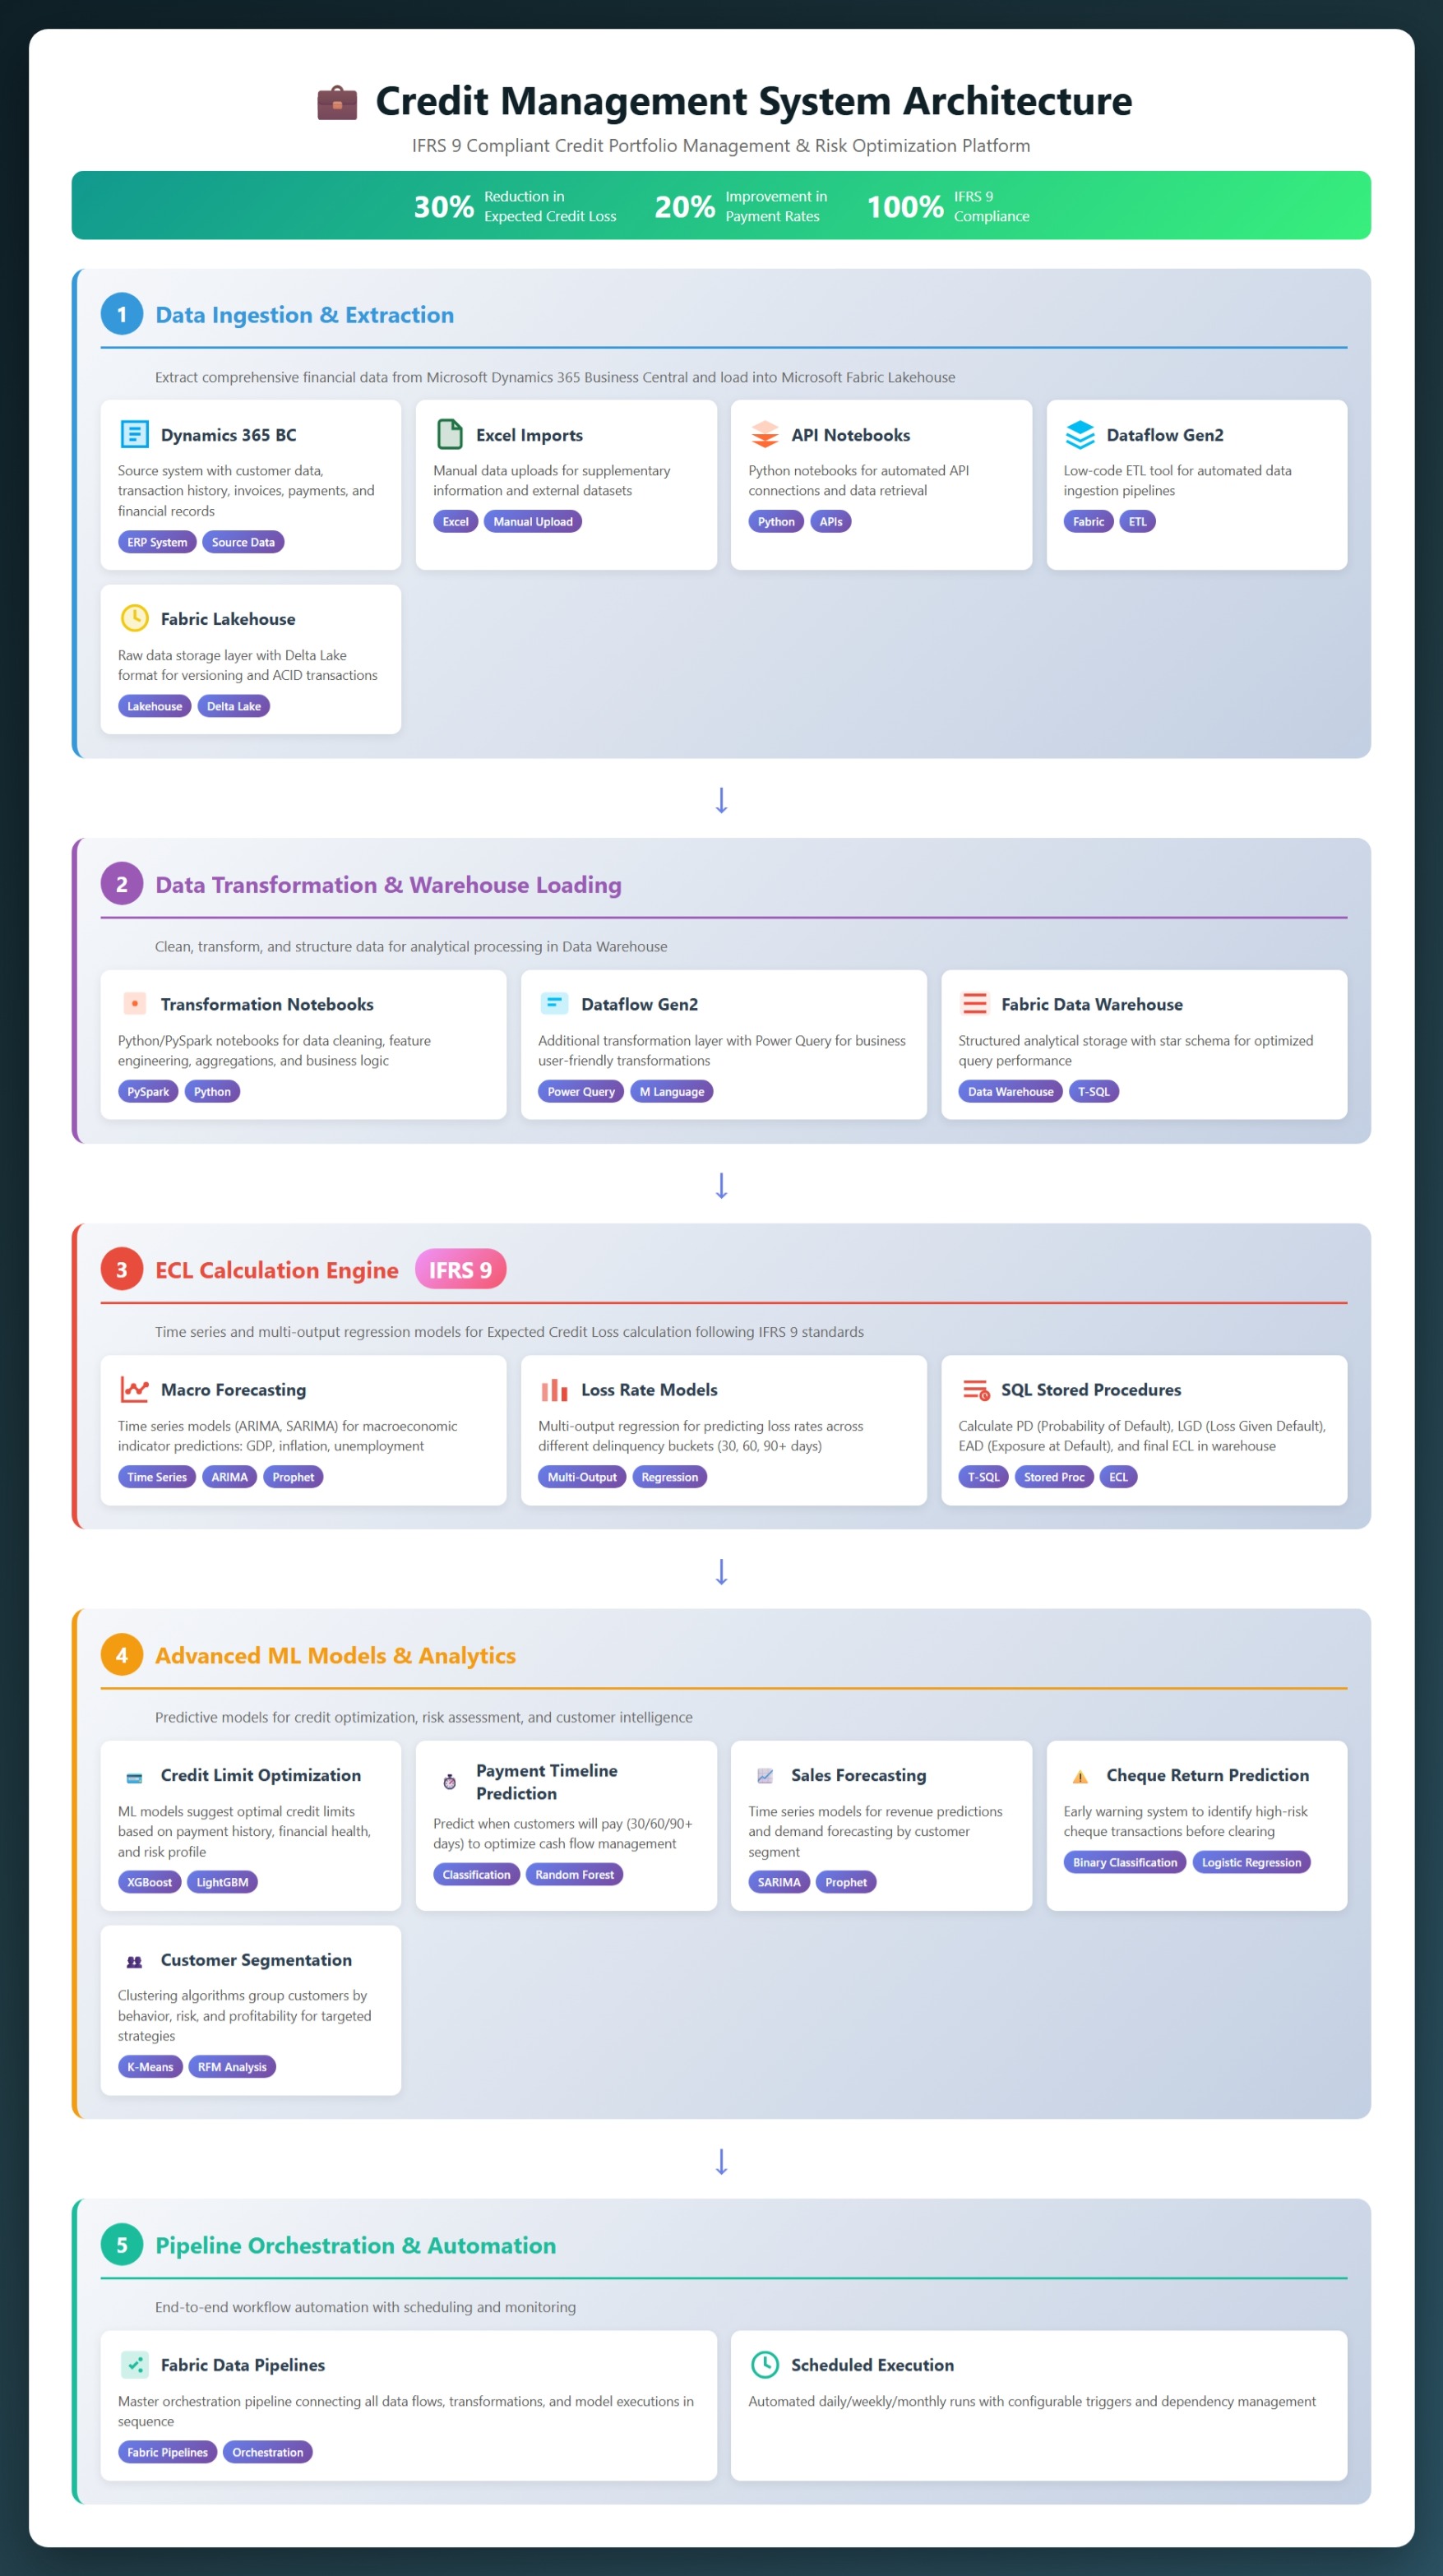 Credit Management System Architecture
IFRS 9 Compliant Credit Portfolio Management & Risk Optimization Platform
30%
Reduction in
Expected Credit Loss
20%
Improvement in
Payment Rates
100%
IFRS 9
Compliance
1
Data Ingestion & Extraction
Extract comprehensive financial data from Microsoft Dynamics 365 Business Central and load into Microsoft Fabric Lakehouse
Dynamics 365 BC
Source system with customer data,
transaction history, invoices, payments, and
financial records
ERP System
Source Data
Excel Imports
Manual data uploads for supplementary
information and external datasets
Excel
Manual Upload
API Notebooks
Python notebooks for automated API
connections and data retrieval
Python
APIs
Dataflow Gen2
Low-code ETL tool for automated data
ingestion pipelines
Fabric
ETL
Fabric Lakehouse
Raw data storage layer with Delta Lake
format for versioning and ACID transactions
Lakehouse
Delta Lake
↓
2
Data Transformation & Warehouse Loading
Clean, transform, and structure data for analytical processing in Data Warehouse
Transformation Notebooks
Python/PySpark notebooks for data cleaning, feature
engineering, aggregations, and business logic
PySpark
Python
Dataflow Gen2
Additional transformation layer with Power Query for business
user-friendly transformations
Power Query
M Language
Fabric Data Warehouse
Structured analytical storage with star schema for optimized
query performance
Data Warehouse
T-SQL
↓
3
ECL Calculation Engine
IFRS 9
Time series and multi-output regression models for Expected Credit Loss calculation following IFRS 9 standards
Macro Forecasting
Time series models (ARIMA, SARIMA) for macroeconomic
indicator predictions: GDP, inflation, unemployment
Time Series
ARIMA
Prophet
Loss Rate Models
Multi-output regression for predicting loss rates across
different delinquency buckets (30, 60, 90+ days)
Multi-Output
Regression
SQL Stored Procedures
Calculate PD (Probability of Default), LGD (Loss Given Default),
EAD (Exposure at Default), and final ECL in warehouse
T-SQL
Stored Proc
ECL
↓
4
Advanced ML Models & Analytics
Predictive models for credit optimization, risk assessment, and customer intelligence
Credit Limit Optimization
ML models suggest optimal credit limits
based on payment history, financial health,
and risk profile
XGBoost
LightGBM
Payment Timeline
Prediction
Predict when customers will pay (30/60/90+
days) to optimize cash flow management
Classification
Random Forest
Sales Forecasting
Time series models for revenue predictions
and demand forecasting by customer
segment
SARIMA
Prophet
Cheque Return Prediction
Early warning system to identify high-risk
cheque transactions before clearing
Binary Classification
Logistic Regression
Customer Segmentation
Clustering algorithms group customers by
behavior, risk, and profitability for targeted
strategies
K-Means
RFM Analysis
↓
5
Pipeline Orchestration & Automation
End-to-end workflow automation with scheduling and monitoring
Fabric Data Pipelines
Master orchestration pipeline connecting all data flows, transformations, and model executions in
sequence
Fabric Pipelines
Orchestration
Scheduled Execution
Automated daily/weekly/monthly runs with configurable triggers and dependency management